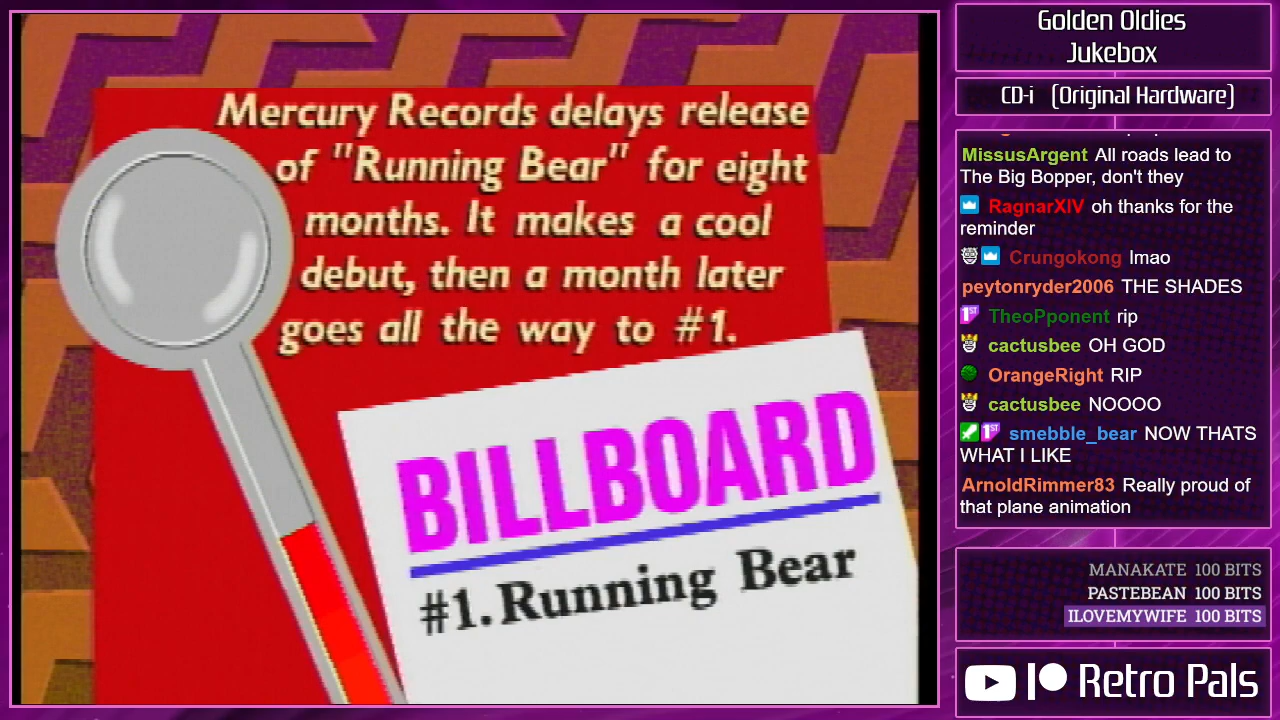 Mercury Records delays release
of "Running Bear" for eight
months. It makes a cool
debut, then a month later
goes all the way to #1.
BILLBOARD
#1. Running Bear
Golden Oldies
Jukebox
CD-i (Original Hardware)
MissusArgent All roads lead to
The Big Bopper, don't they
RagnarXIV oh thanks for the
reminder
Crungokong lmao
peytonryder2006 THE SHADES
1ST TheoPponent rip
cactusbee OH GOD
OrangeRight RIP
cactusbee NOOOO
1ST smebble_bear NOW THATS
WHAT I LIKE
ArnoldRimmer83 Really proud of
that plane animation
MANAKATE 100 BITS
PASTEBEAN 100 BITS
ILOVEMYWIFE 100 BITS
Retro Pals